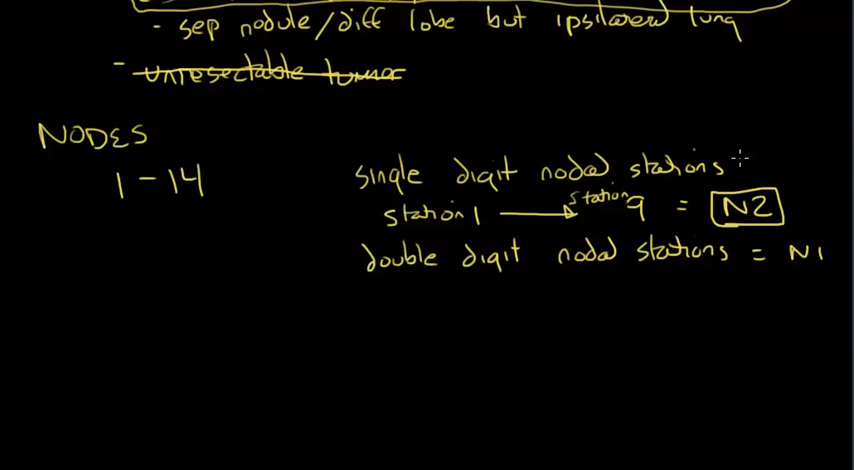 - sep nodule/diff lobe but ipsilateral lung
- unresectable tumor
NODES
1-14
single digit nodal stations
station 1 → station 9 = N2
double digit nodal stations = N1